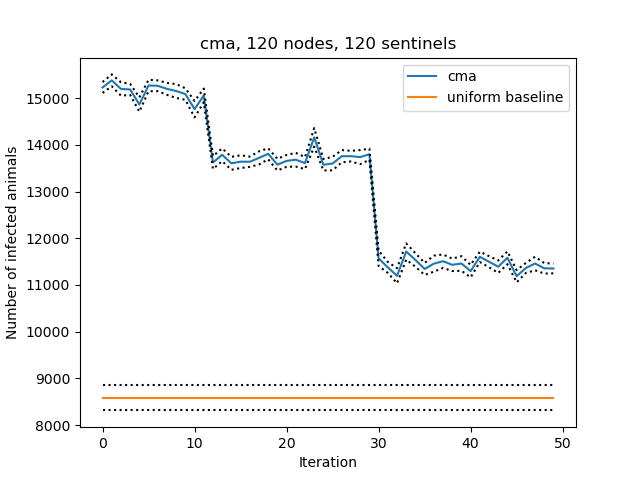 cma, 120 nodes, 120 sentinels
cma
uniform baseline
Number of infected animals
15000
14000
13000
12000
11000
10000
9000
8000
0 10 20 30 40 50
Iteration